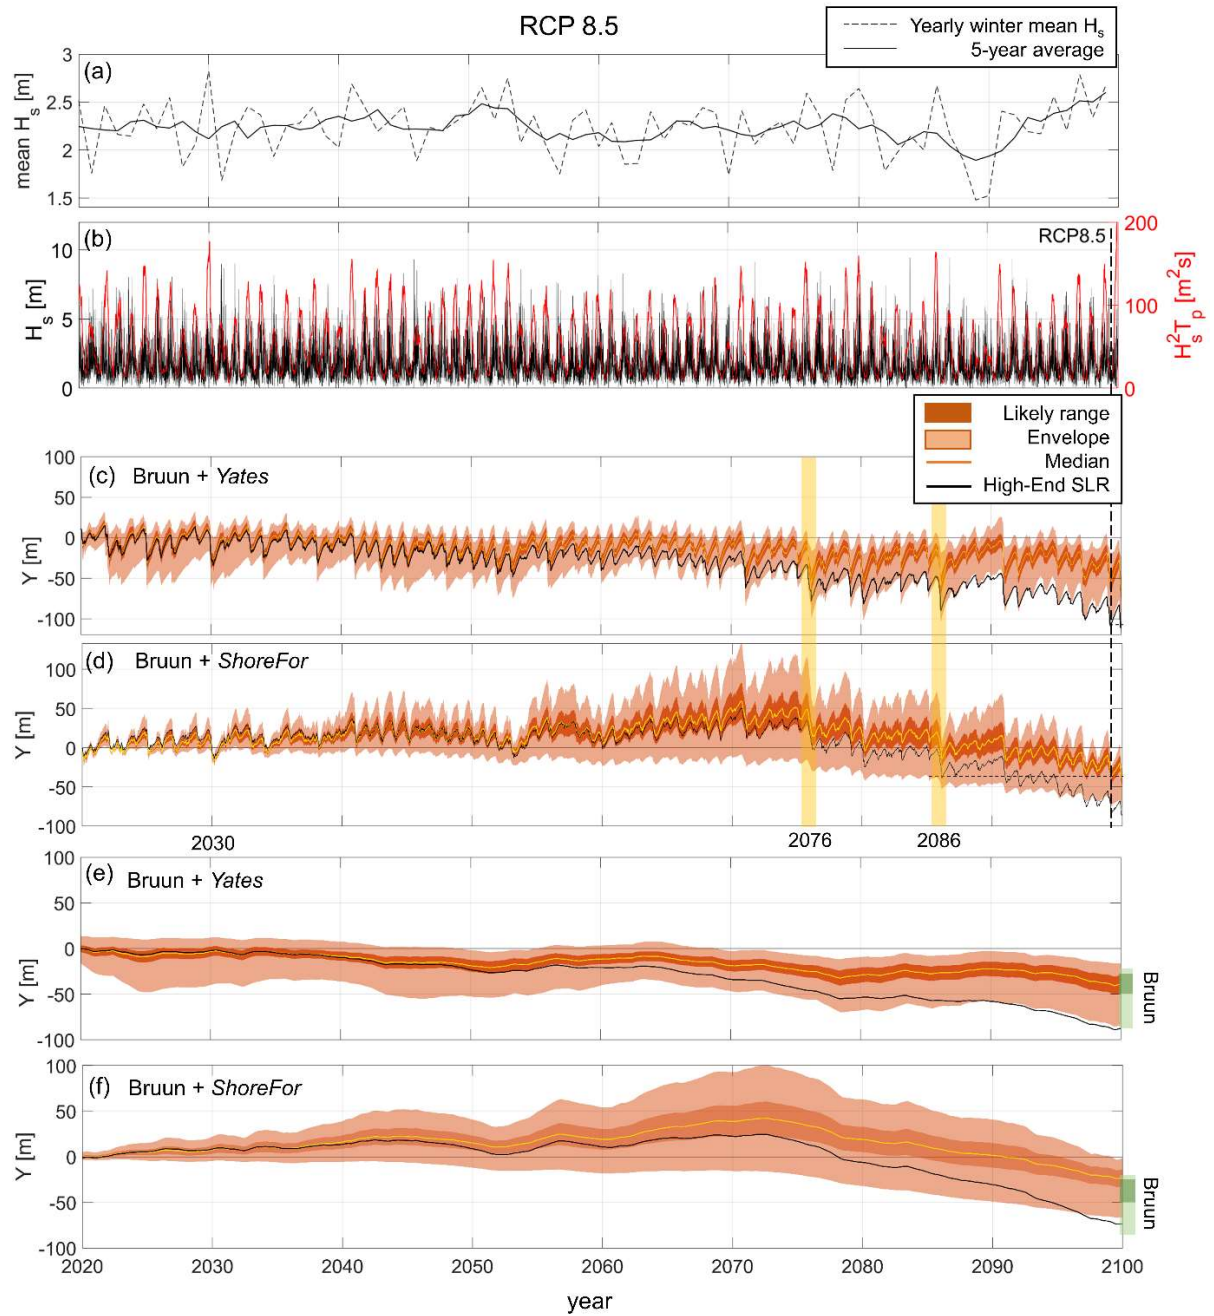 RCP 8.5
Yearly winter mean Hₛ
5-year average
(a)
mean Hₛ [m]
3
2.5
2
1.5
(b)
RCP8.5
Hₛ [m]
10
5
0
200
100
0
Hₛ²Tₚ [m²s]
Likely range
Envelope
Median
High-End SLR
(c) Bruun + Yates
Y [m]
100
50
0
-50
-100
(d) Bruun + ShoreFor
Y [m]
100
50
0
-50
-100
2030 2076 2086
(e) Bruun + Yates
Y [m]
100
50
0
-50
-100
Bruun
(f) Bruun + ShoreFor
Y [m]
100
50
0
-50
-100
Bruun
2020 2030 2040 2050 2060 2070 2080 2090 2100
year